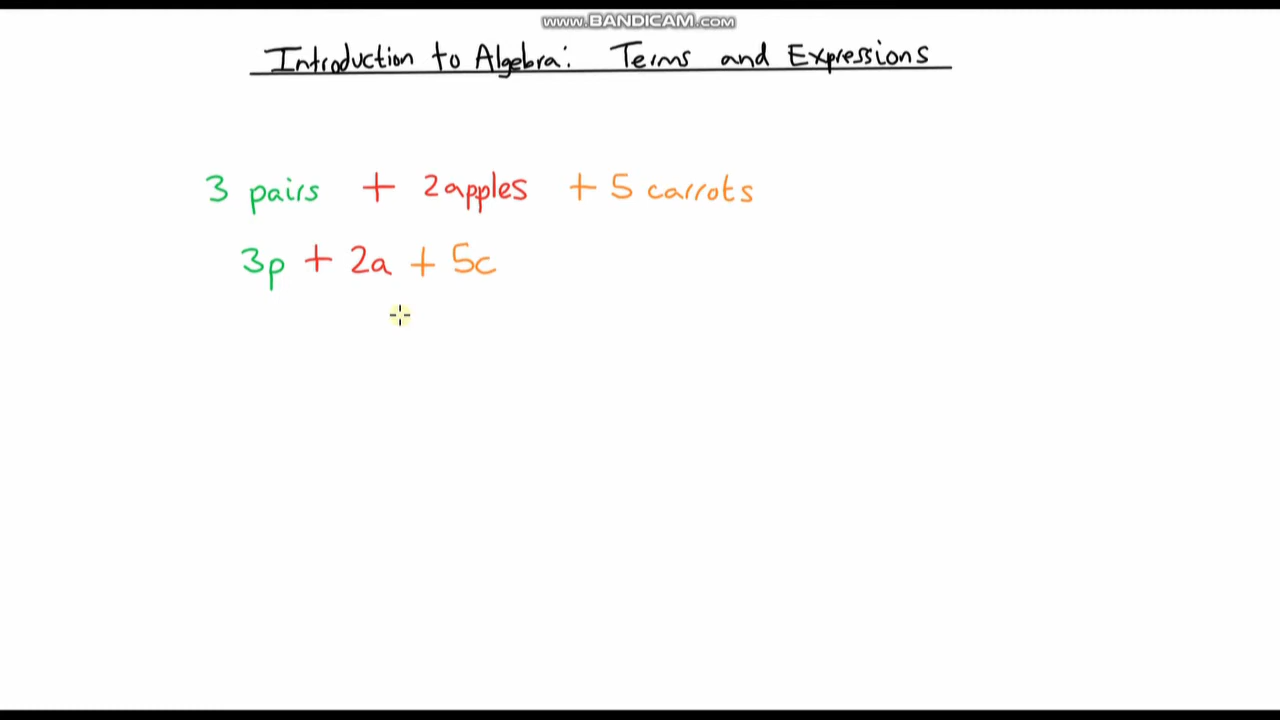 www.BANDICAM.com
Introduction to Algebra: Terms and Expressions
3 pairs + 2apples + 5 carrots
3p + 2a + 5c